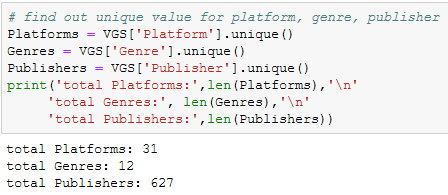 # find out unique value for platform, genre, publisher
Platforms = VGS['Platform'].unique()
Genres = VGS['Genre'].unique()
Publishers = VGS['Publisher'].unique()
print('total Platforms:',len(Platforms),'\n'
     'total Genres:', len(Genres),'\n'
     'total Publishers:',len(Publishers))
total Platforms: 31
total Genres: 12
total Publishers: 627